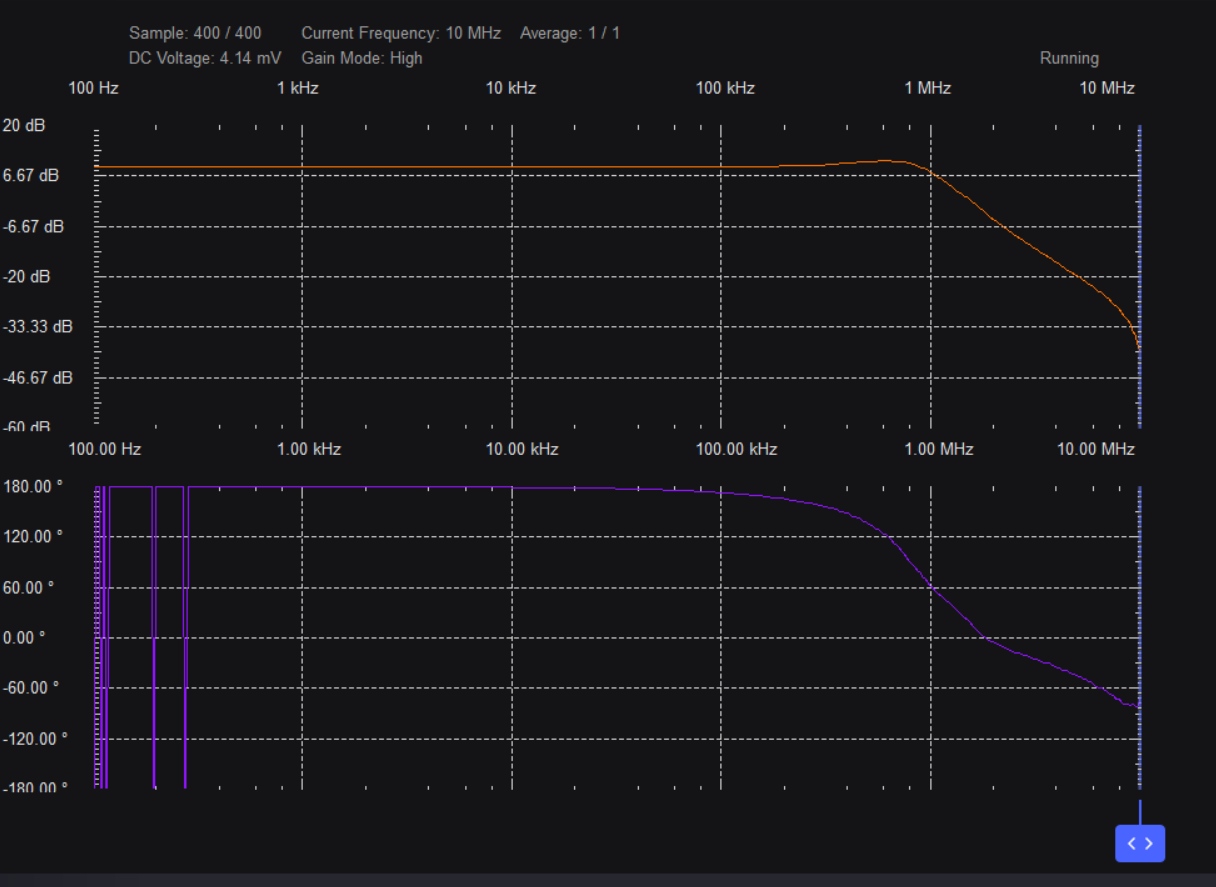 Sample: 400 / 400 Current Frequency: 10 MHz Average: 1 / 1
DC Voltage: 4.14 mV Gain Mode: High Running
100 Hz 1 kHz 10 kHz 100 kHz 1 MHz 10 MHz
20 dB
6.67 dB
-6.67 dB
-20 dB
-33.33 dB
-46.67 dB
-60 dB
100.00 Hz 1.00 kHz 10.00 kHz 100.00 kHz 1.00 MHz 10.00 MHz
180.00 °
120.00 °
60.00 °
0.00 °
-60.00 °
-120.00 °
-180.00 °